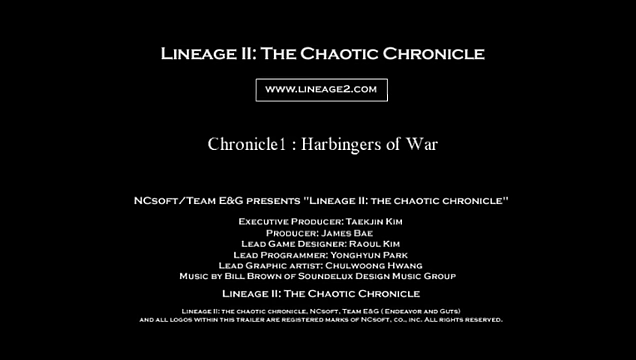 Lineage II: The Chaotic Chronicle
www.lineage2.com
Chronicle1 : Harbingers of War
NCsoft/Team E&G presents "Lineage II: the chaotic chronicle"
Executive Producer: Taekjin Kim
Producer: James Bae
Lead Game Designer: Raoul Kim
Lead Programmer: Yonghyun Park
Lead Graphic artist: Chulwoong Hwang
Music by Bill Brown of Soundelux Design Music Group
Lineage II: The Chaotic Chronicle
Lineage II: the chaotic chronicle, NCsoft, Team E&G ( Endeavor and Guts)
and all logos within this trailer are registered marks of NCsoft, co., inc. All rights reserved.